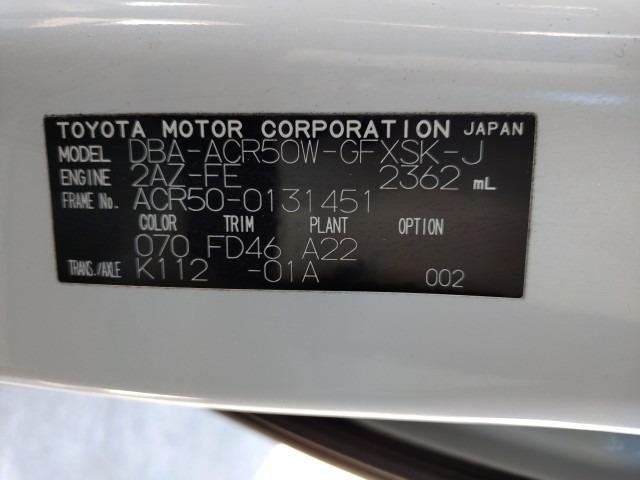 TOYOTA MOTOR CORPORATION JAPAN
MODEL DBA-ACR50W-GFXSK-J
ENGINE 2AZ-FE 2362 mL
FRAME No. ACR50-0131451
COLOR TRIM PLANT OPTION
070 FD46 A22
TRANS./AXLE K112 -01A 002